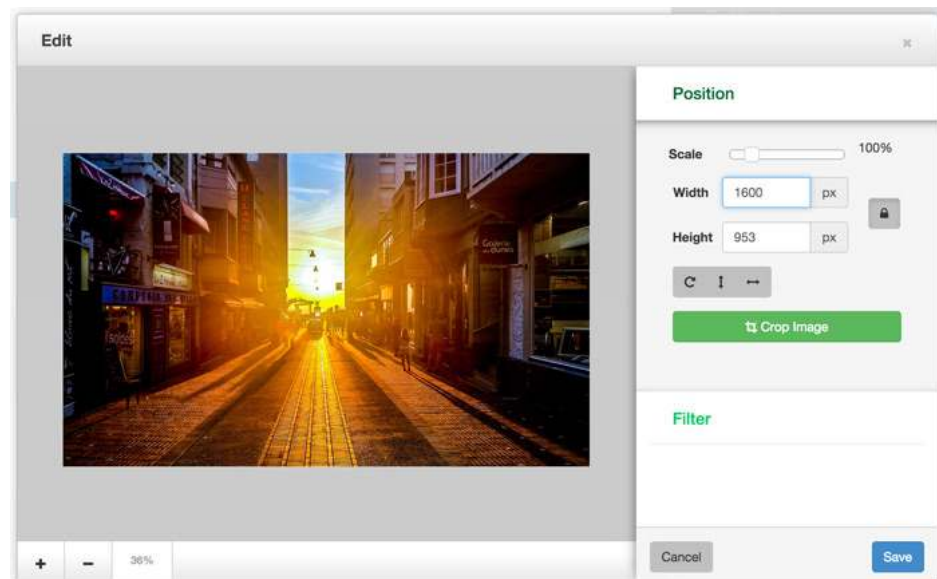 Edit
×
Position
Scale
100%
Width
1600
px
Height
953
px
Crop Image
Filter
+
-
36%
Cancel
Save